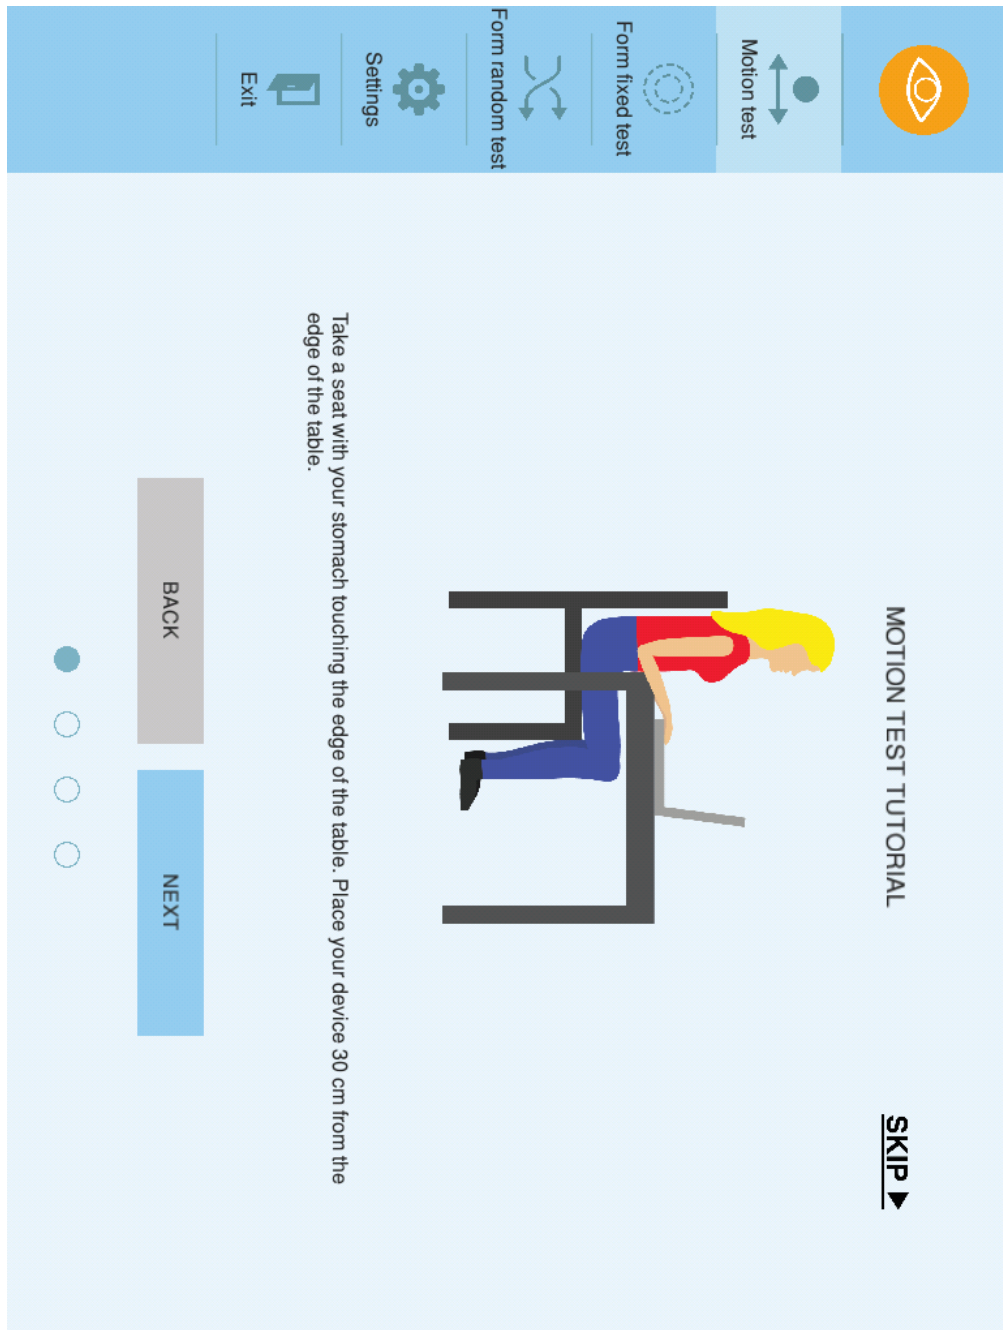 Motion test
Form fixed test
Form random test
Settings
Exit
MOTION TEST TUTORIAL
SKIP
Take a seat with your stomach touching the edge of the table. Place your device 30 cm from the
edge of the table.
BACK
NEXT